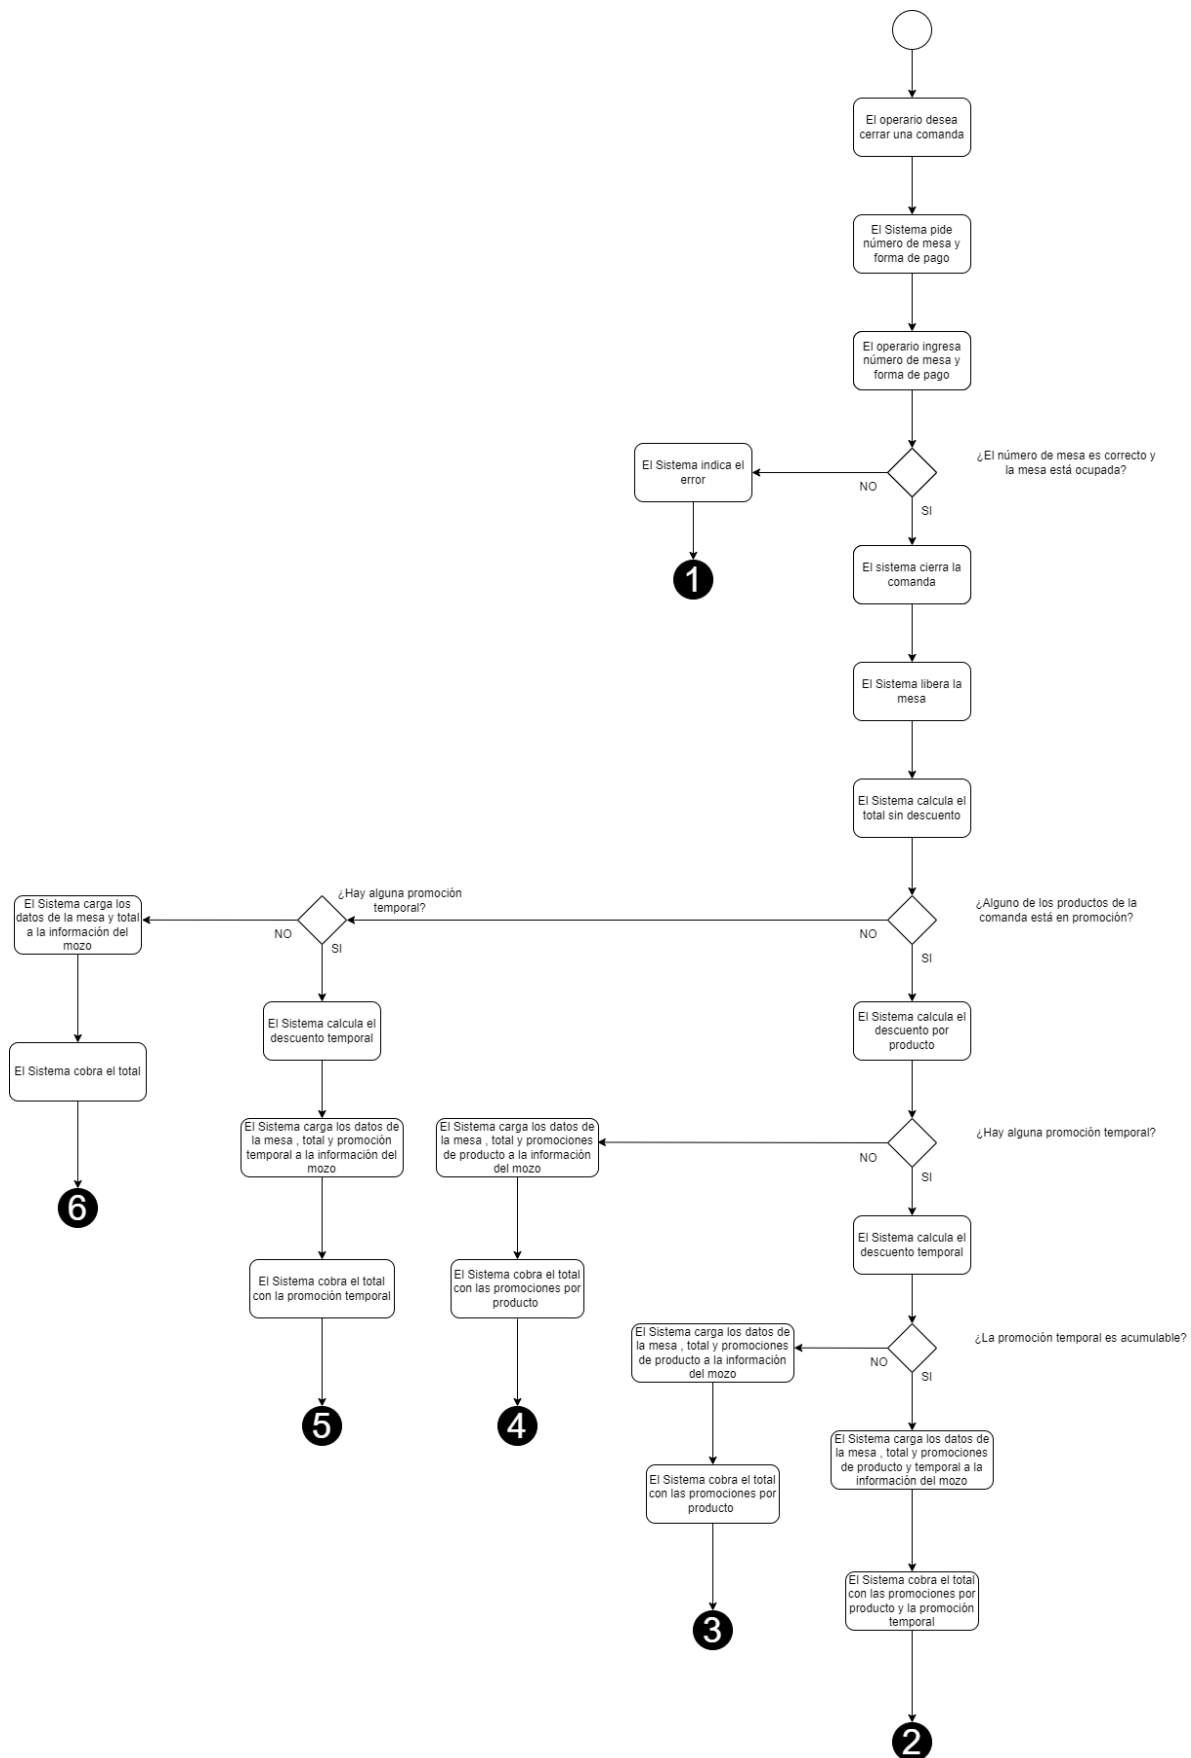 El operario desea
cerrar una comanda
El Sistema pide
número de mesa y
forma de pago
El operario ingresa
número de mesa y
forma de pago
¿El número de mesa es correcto y
la mesa está ocupada?
El Sistema indica el
error
NO
SI
1
El sistema cierra la
comanda
El Sistema libera la
mesa
El Sistema calcula el
total sin descuento
¿Alguno de los productos de la
comanda está en promoción?
NO
SI
¿Hay alguna promoción
temporal?
NO
SI
El Sistema carga los
datos de la mesa y total
a la información del
mozo
El Sistema cobra el total
6
El Sistema calcula el
descuento temporal
El Sistema carga los datos de
la mesa , total y promoción
temporal a la información del
mozo
El Sistema cobra el total
con la promoción temporal
5
El Sistema calcula el
descuento por
producto
¿Hay alguna promoción temporal?
NO
SI
El Sistema carga los datos de
la mesa , total y promociones
de producto a la información
del mozo
El Sistema cobra el total
con las promociones por
producto
4
El Sistema calcula el
descuento temporal
¿La promoción temporal es acumulable?
NO
SI
El Sistema carga los datos de
la mesa , total y promociones
de producto a la información
del mozo
El Sistema cobra el total
con las promociones por
producto
3
El Sistema carga los datos de la
mesa , total y promociones
de producto y temporal a la
información del mozo
El Sistema cobra el total
con las promociones por
producto y la promoción
temporal
2